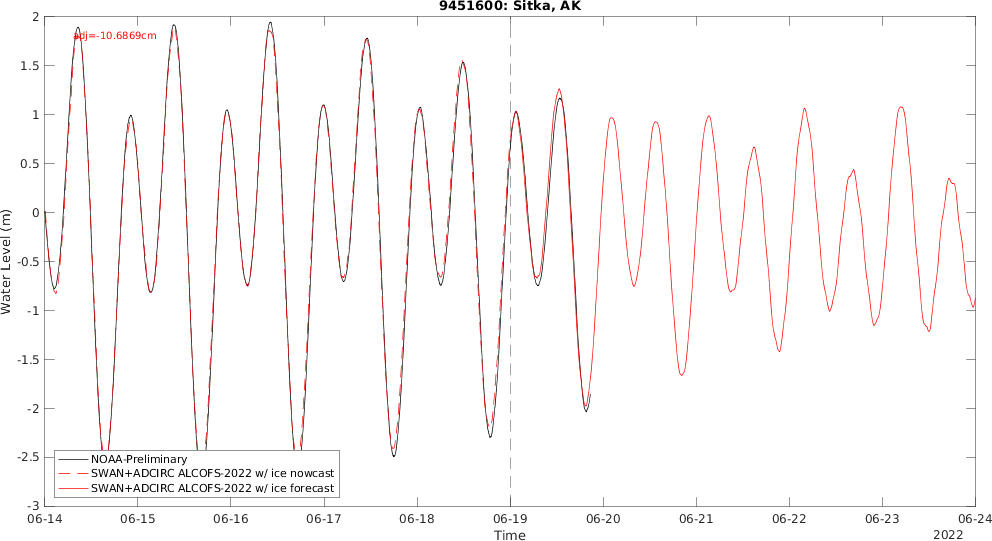 9451600: Sitka, AK
adj=-10.6869cm
Water Level (m)
2
1.5
1
0.5
0
-0.5
-1
-1.5
-2
-2.5
-3
NOAA-Preliminary
SWAN+ADCIRC ALCOFS-2022 w/ ice nowcast
SWAN+ADCIRC ALCOFS-2022 w/ ice forecast
06-14 06-15 06-16 06-17 06-18 06-19 06-20 06-21 06-22 06-23 06-24
Time
2022